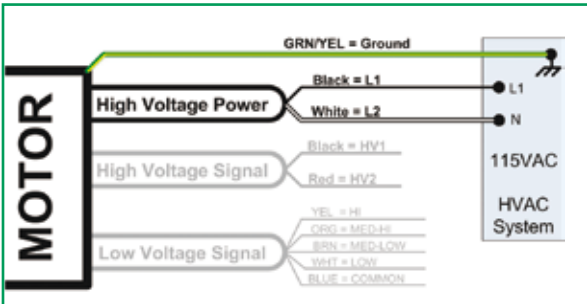 GRN/YEL = Ground
MOTOR
High Voltage Power
Black = L1
White = L2
L1
N
115VAC
HVAC
System
High Voltage Signal
Black = HV1
Red = HV2
Low Voltage Signal
YEL = HI
ORG = MED-HI
BRN = MED-LOW
WHT = LOW
BLUE = COMMON